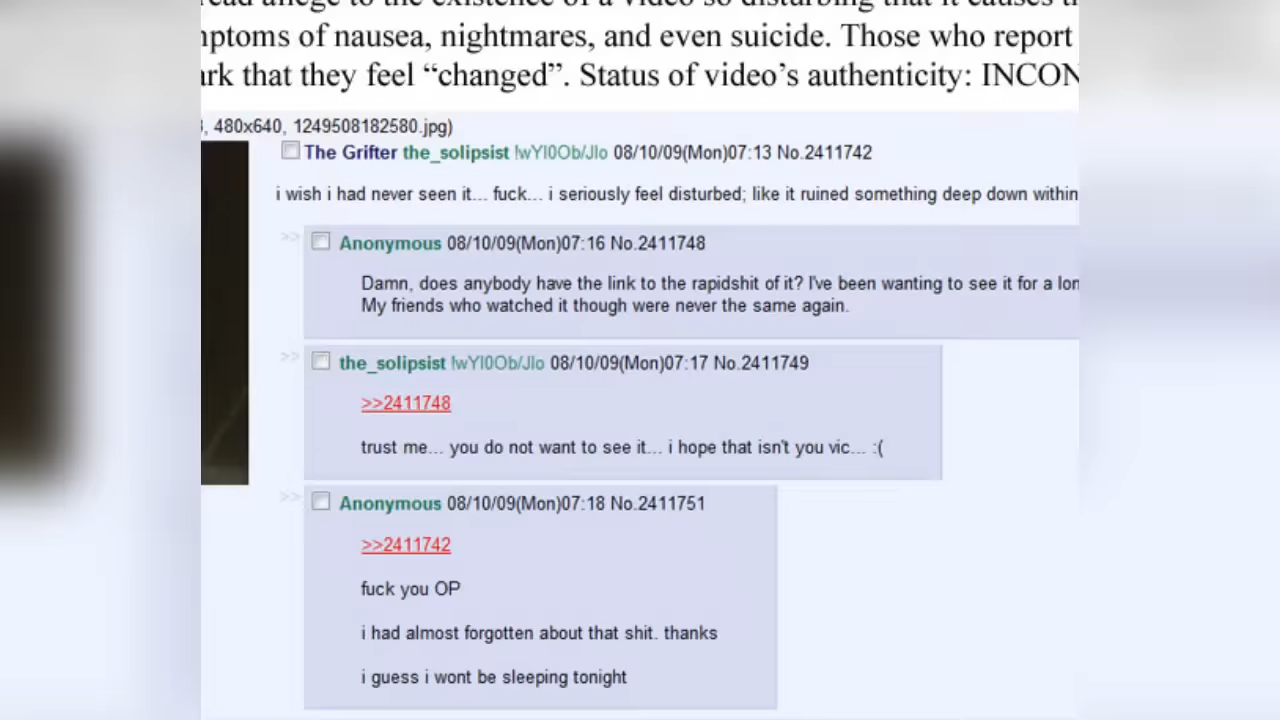 allege to the existence of a video so disturbing that it causes
of nausea, nightmares, and even suicide. Those who report
that they feel “changed”. Status of video’s authenticity: INCON
, 480x640, 1249508182580.jpg)
The Grifter the_solipsist !wYI0Ob/JIo 08/10/09(Mon)07:13 No.2411742
i wish i had never seen it... fuck... i seriously feel disturbed; like it ruined something deep down within
>> Anonymous 08/10/09(Mon)07:16 No.2411748
Damn, does anybody have the link to the rapidshit of it? I've been wanting to see it for a lon
My friends who watched it though were never the same again.
>> the_solipsist !wYI0Ob/JIo 08/10/09(Mon)07:17 No.2411749
>>2411748
trust me... you do not want to see it... i hope that isn't you vic... :(
>> Anonymous 08/10/09(Mon)07:18 No.2411751
>>2411742
fuck you OP
i had almost forgotten about that shit. thanks
i guess i wont be sleeping tonight